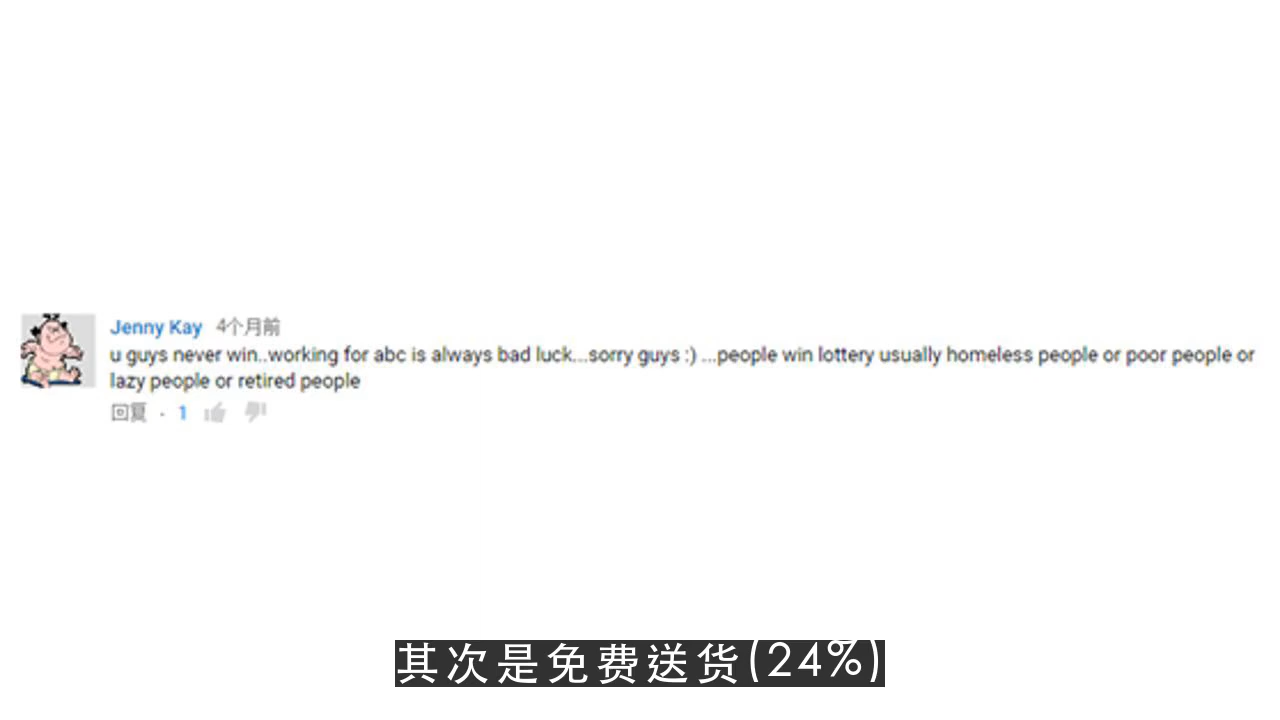 Jenny Kay 4个月前
u guys never win..working for abc is always bad luck...sorry guys :) ...people win lottery usually homeless people or poor people or
lazy people or retired people
回复 · 1
其次是免费送货(24%)